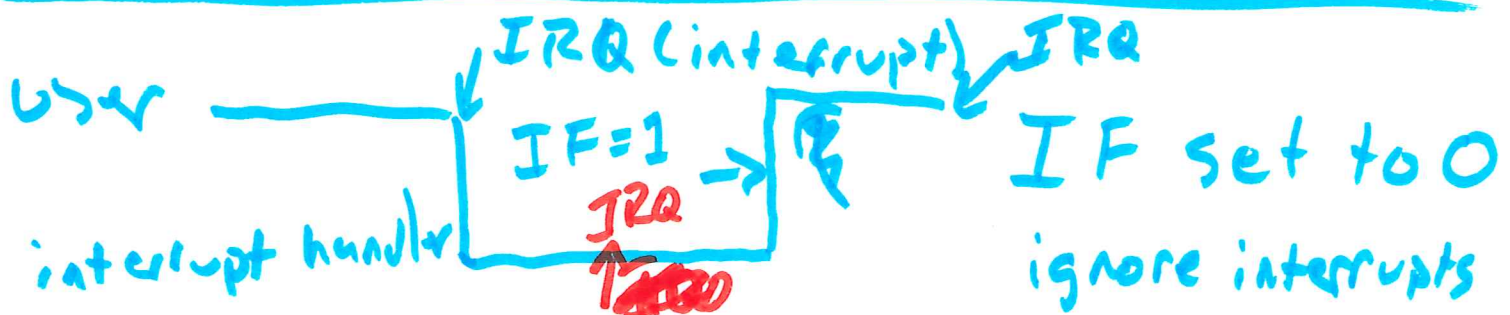 IRQ (interrupt) IRQ
User
IF=1
IF set to 0
IRQ
interrupt handler
ignore interrupts